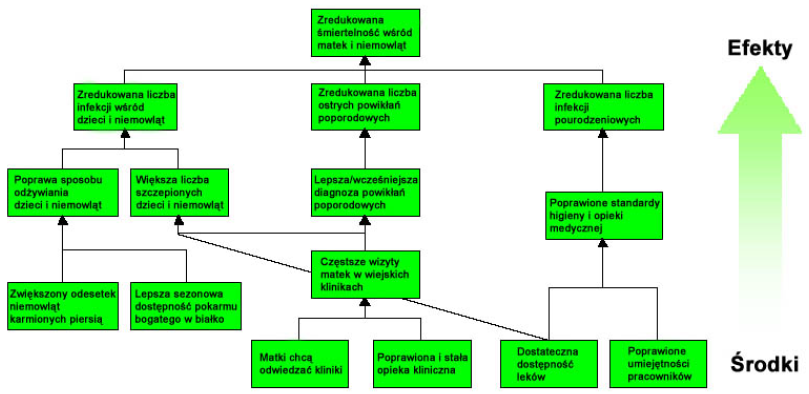 Zredukowana
śmiertelność wśród
matek i niemowląt
Efekty
Zredukowana liczba
infekcji wśród
dzieci i niemowląt
Zredukowana liczba
ostrych powikłań
poporodowych
Zredukowana liczba
infekcji
pourodzeniowych
Poprawa sposobu
odżywiania
dzieci i niemowląt
Większa liczba
szczepionych
dzieci i niemowląt
Lepsza/wcześniejsza
diagnoza powikłań
poporodowych
Poprawione standardy
higieny i opieki
medycznej
Częstsze wizyty
matek w wiejskich
klinikach
Zwiększony odesetek
niemowląt
karmionych piersią
Lepsza sezonowa
dostępność pokarmu
bogatego w białko
Matki chcą
odwiedzać kliniki
Poprawiona i stała
opieka kliniczna
Dostateczna
dostępność
leków
Poprawione
umiejętności
pracowników
Środki